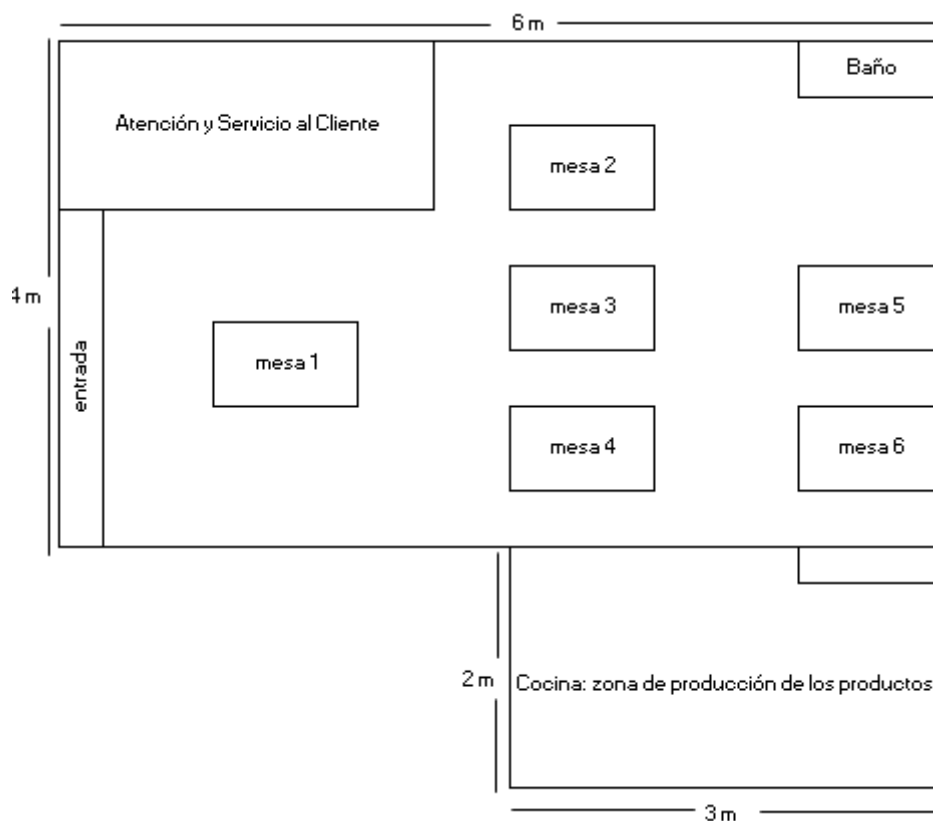 6 m
Baño
Atención y Servicio al Cliente
mesa 2
4 m
mesa 3
mesa 5
entrada
mesa 1
mesa 4
mesa 6
2 m
Cocina: zona de producción de los productos
3 m